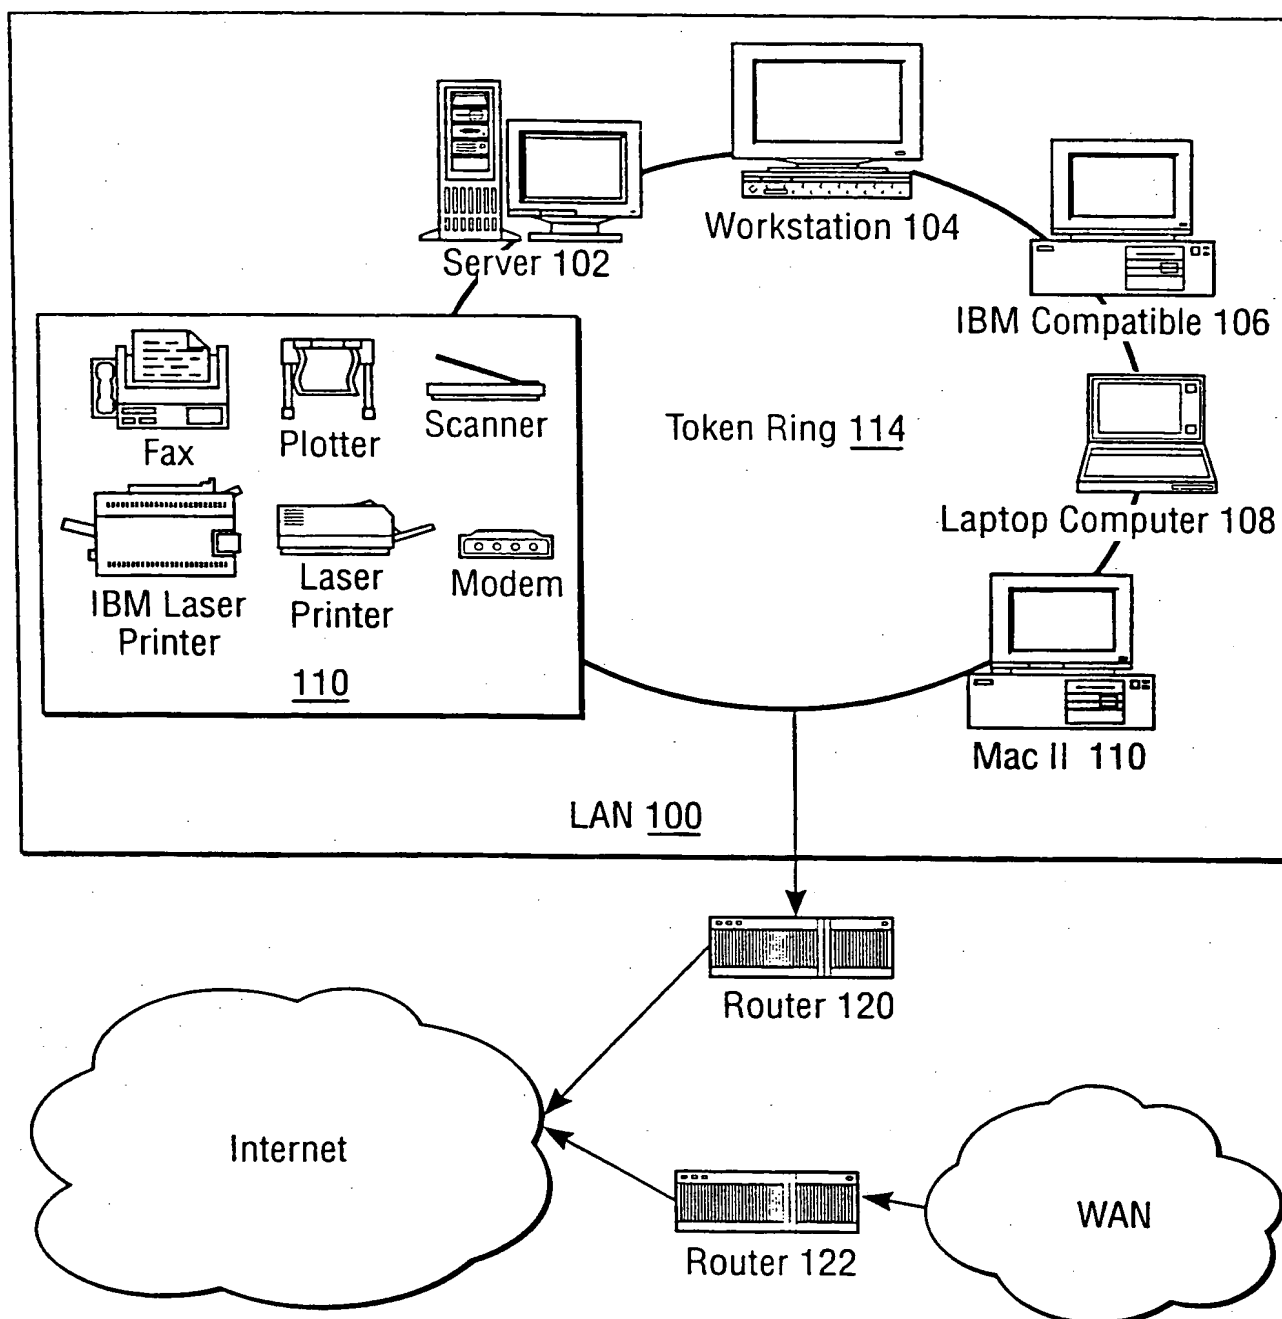 Server 102
Workstation 104
IBM Compatible 106
Fax
Plotter
Scanner
Token Ring 114
Laptop Computer 108
IBM Laser
Printer
Laser
Printer
Modem
110
Mac II 110
LAN 100
Router 120
Internet
Router 122
WAN